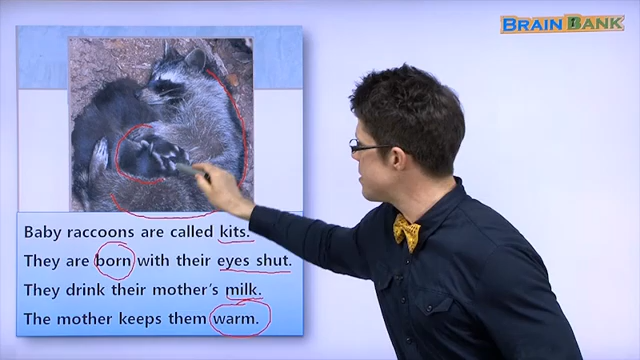 BRAIN BANK
Baby raccoons are called kits.
They are born with their eyes shut.
They drink their mother's milk.
The mother keeps them warm.